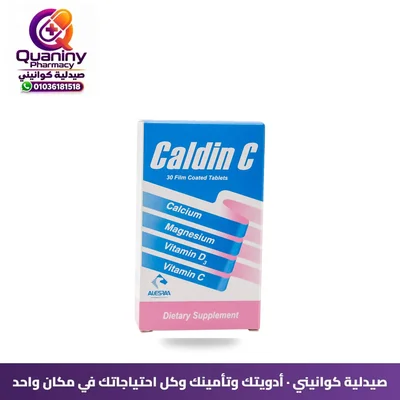 Quaniny
Pharmacy
صيدلية كوانيني
01036181518
Caldin C
30 Film Coated Tablets
Calcium
Magnesium
Vitamin D3
Vitamin C
ALESRAA
Dietary Supplement
صيدلية كوانيني - أدويتك وتأمينك وكل احتياجاتك في مكان واحد